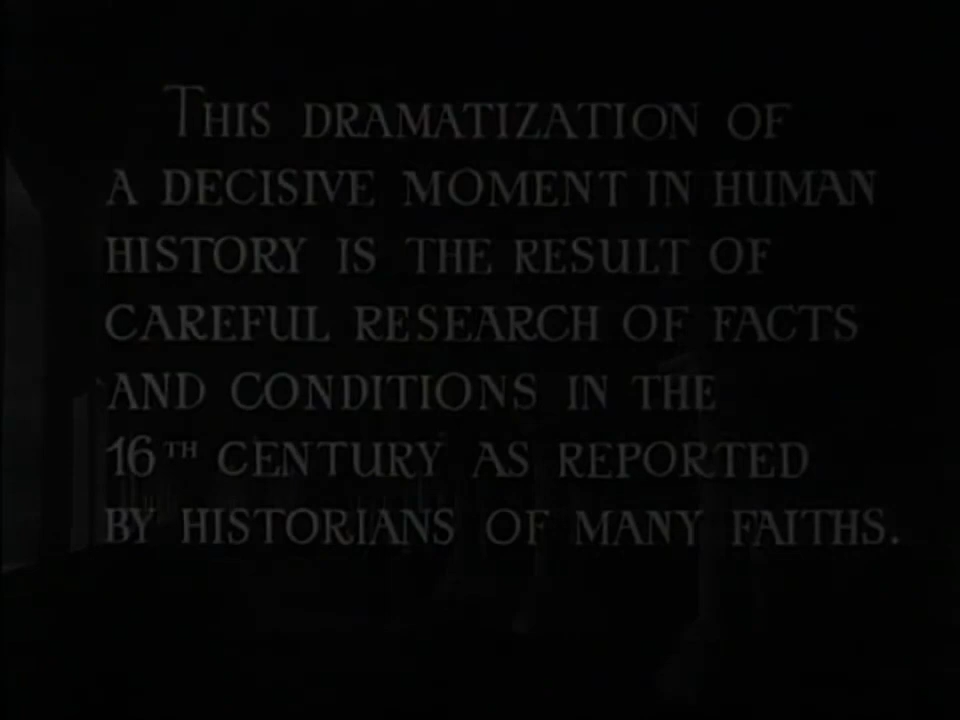 THIS DRAMATIZATION OF
A DECISIVE MOMENT IN HUMAN
HISTORY IS THE RESULT OF
CAREFUL RESEARCH OF FACTS
AND CONDITIONS IN THE
16TH CENTURY AS REPORTED
BY HISTORIANS OF MANY FAITHS.